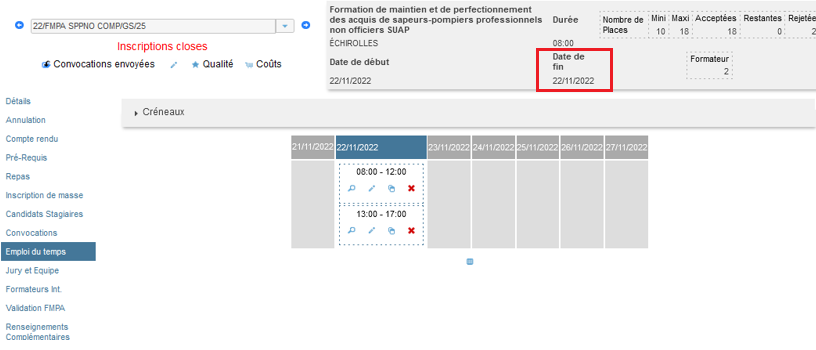 22/FMPA SPPNO COMP/GS/25
Inscriptions closes
Convocations envoyées Qualité Coûts
Formation de maintien et de perfectionnement
des acquis de sapeurs-pompiers professionnels
non officiers SUAP
ÉCHIROLLES
Durée
08:00
Date de début
22/11/2022
Date de
fin
22/11/2022
Nombre de
Places
Mini Maxi Acceptées Restantes Rejetée
10 18 18 0 2
Formateur
2
Détails
Annulation
Compte rendu
Pré-Requis
Repas
Inscription de masse
Candidats Stagiaires
Convocations
Emploi du temps
Jury et Equipe
Formateurs Int.
Validation FMPA
Renseignements
Complémentaires
Créneaux
21/11/2022 22/11/2022 23/11/2022 24/11/2022 25/11/2022 26/11/2022 27/11/2022
08:00 - 12:00
13:00 - 17:00